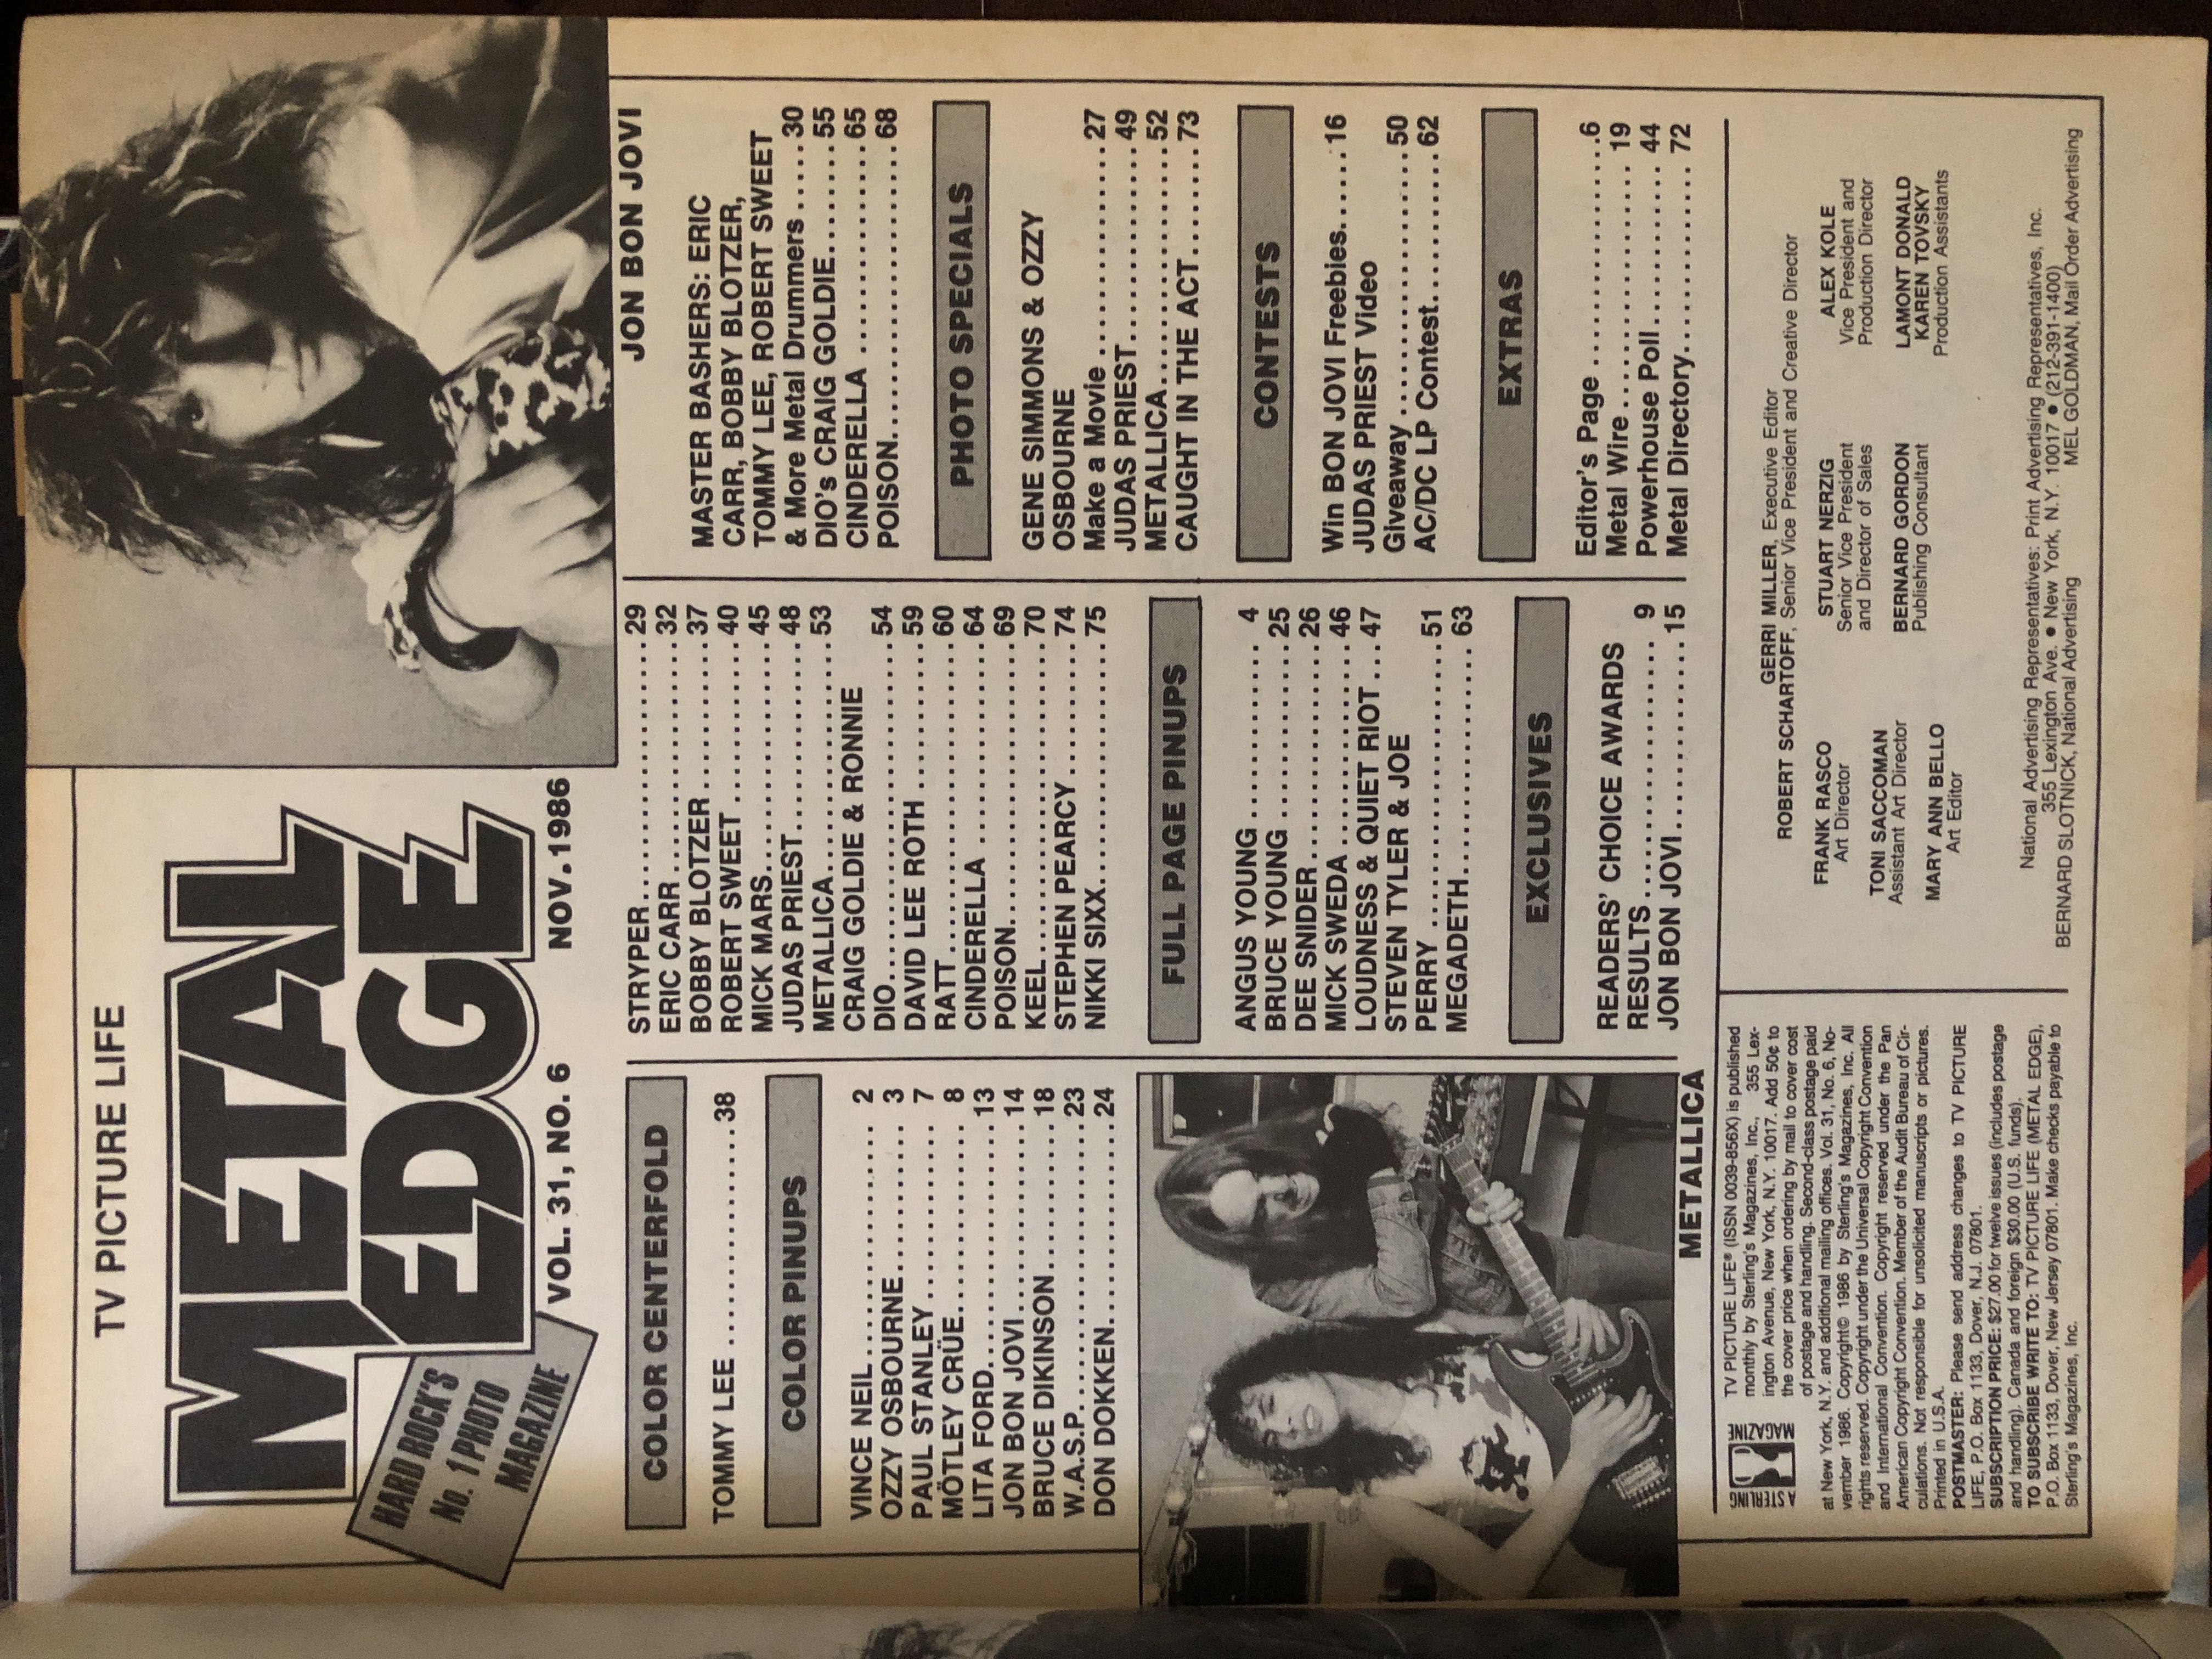 TV PICTURE LIFE
METAL
EDGE
HARD ROCK'S
No. 1 PHOTO
MAGAZINE
VOL. 31, NO. 6 NOV. 1986
JON BON JOVI
COLOR CENTERFOLD
TOMMY LEE ............38
COLOR PINUPS
VINCE NEIL............ 2
OZZY OSBOURNE......... 3
PAUL STANLEY.......... 7
MÖTLEY CRÜE........... 8
LITA FORD.............13
JON BON JOVI..........14
BRUCE DIKINSON........18
W.A.S.P...............23
DON DOKKEN............24
METALLICA
STRYPER...............29
ERIC CARR.............32
BOBBY BLOTZER.........37
ROBERT SWEET..........40
MICK MARS.............45
JUDAS PRIEST..........48
METALLICA.............53
CRAIG GOLDIE & RONNIE
DIO...................54
DAVID LEE ROTH........59
RATT..................60
CINDERELLA............64
POISON................69
KEEL..................70
STEPHEN PEARCY........74
NIKKI SIXX............75
FULL PAGE PINUPS
ANGUS YOUNG........... 4
BRUCE YOUNG...........25
DEE SNIDER............26
MICK SWEDA............46
LOUDNESS & QUIET RIOT...47
STEVEN TYLER & JOE
PERRY ................51
MEGADETH..............63
EXCLUSIVES
READERS' CHOICE AWARDS
RESULTS............... 9
JON BON JOVI..........15
MASTER BASHERS: ERIC
CARR, BOBBY BLOTZER,
TOMMY LEE, ROBERT SWEET
& More Metal Drummers .....30
DIO's CRAIG GOLDIE.......55
CINDERELLA ............65
POISON................68
PHOTO SPECIALS
GENE SIMMONS & OZZY
OSBOURNE
Make a Movie ..........27
JUDAS PRIEST..........49
METALLICA.............52
CAUGHT IN THE ACT.......73
CONTESTS
Win BON JOVI Freebies......16
JUDAS PRIEST Video
Giveaway..............50
AC/DC LP Contest........62
EXTRAS
Editor's Page ..........6
Metal Wire............19
Powerhouse Poll........44
Metal Directory........72
A STERLING
MAGAZINE
TV PICTURE LIFE® (ISSN 0039-856X) is published
monthly by Sterling's Magazines, Inc., 355 Lex-
ington Avenue, New York, N.Y. 10017. Add 50¢ to
the cover price when ordering by mail to cover cost
of postage and handling. Second-class postage paid
at New York, N.Y. and additional mailing offices. Vol. 31, No. 6, No-
vember 1986. Copyright© 1986 by Sterling's Magazines, Inc. All
rights reserved. Copyright under the Universal Copyright Convention
and International Convention. Copyright reserved under the Pan
American Copyright Convention. Member of the Audit Bureau of Cir-
culations. Not responsible for unsolicited manuscripts or pictures.
Printed in U.S.A.
POSTMASTER: Please send address changes to TV PICTURE
LIFE, P.O. Box 1133, Dover, N.J. 07801.
SUBSCRIPTION PRICE: $27.00 for twelve issues (includes postage
and handling). Canada and foreign $30.00 (U.S. funds).
TO SUBSCRIBE WRITE TO: TV PICTURE LIFE (METAL EDGE),
P.O. Box 1133, Dover, New Jersey 07801. Make checks payable to
Sterling's Magazines, Inc.
GERRI MILLER, Executive Editor
ROBERT SCHARTOFF, Senior Vice President and Creative Director
FRANK RASCO
Art Director
STUART NERZIG
Senior Vice President
and Director of Sales
ALEX KOLE
Vice President and
Production Director
TONI SACCOMAN
Assistant Art Director
BERNARD GORDON
Publishing Consultant
LAMONT DONALD
KAREN TOVSKY
Production Assistants
MARY ANN BELLO
Art Editor
National Advertising Representatives: Print Advertising Representatives, Inc.
355 Lexington Ave. ● New York, N.Y. 10017 ● (212-391-1400)
BERNARD SLOTNICK, National Advertising MEL GOLDMAN, Mail Order Advertising